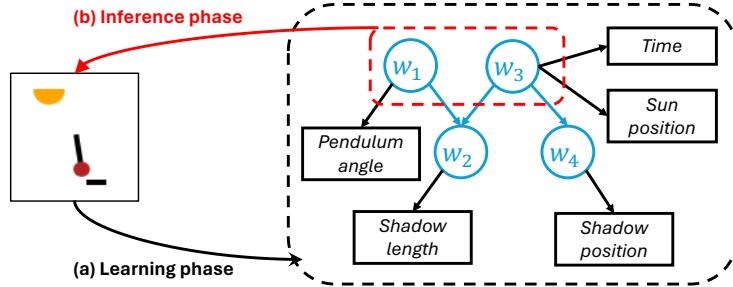 (b) Inference phase
w₁
w₃
Time
Sun
position
Pendulum
angle
w₂
w₄
Shadow
length
Shadow
position
(a) Learning phase